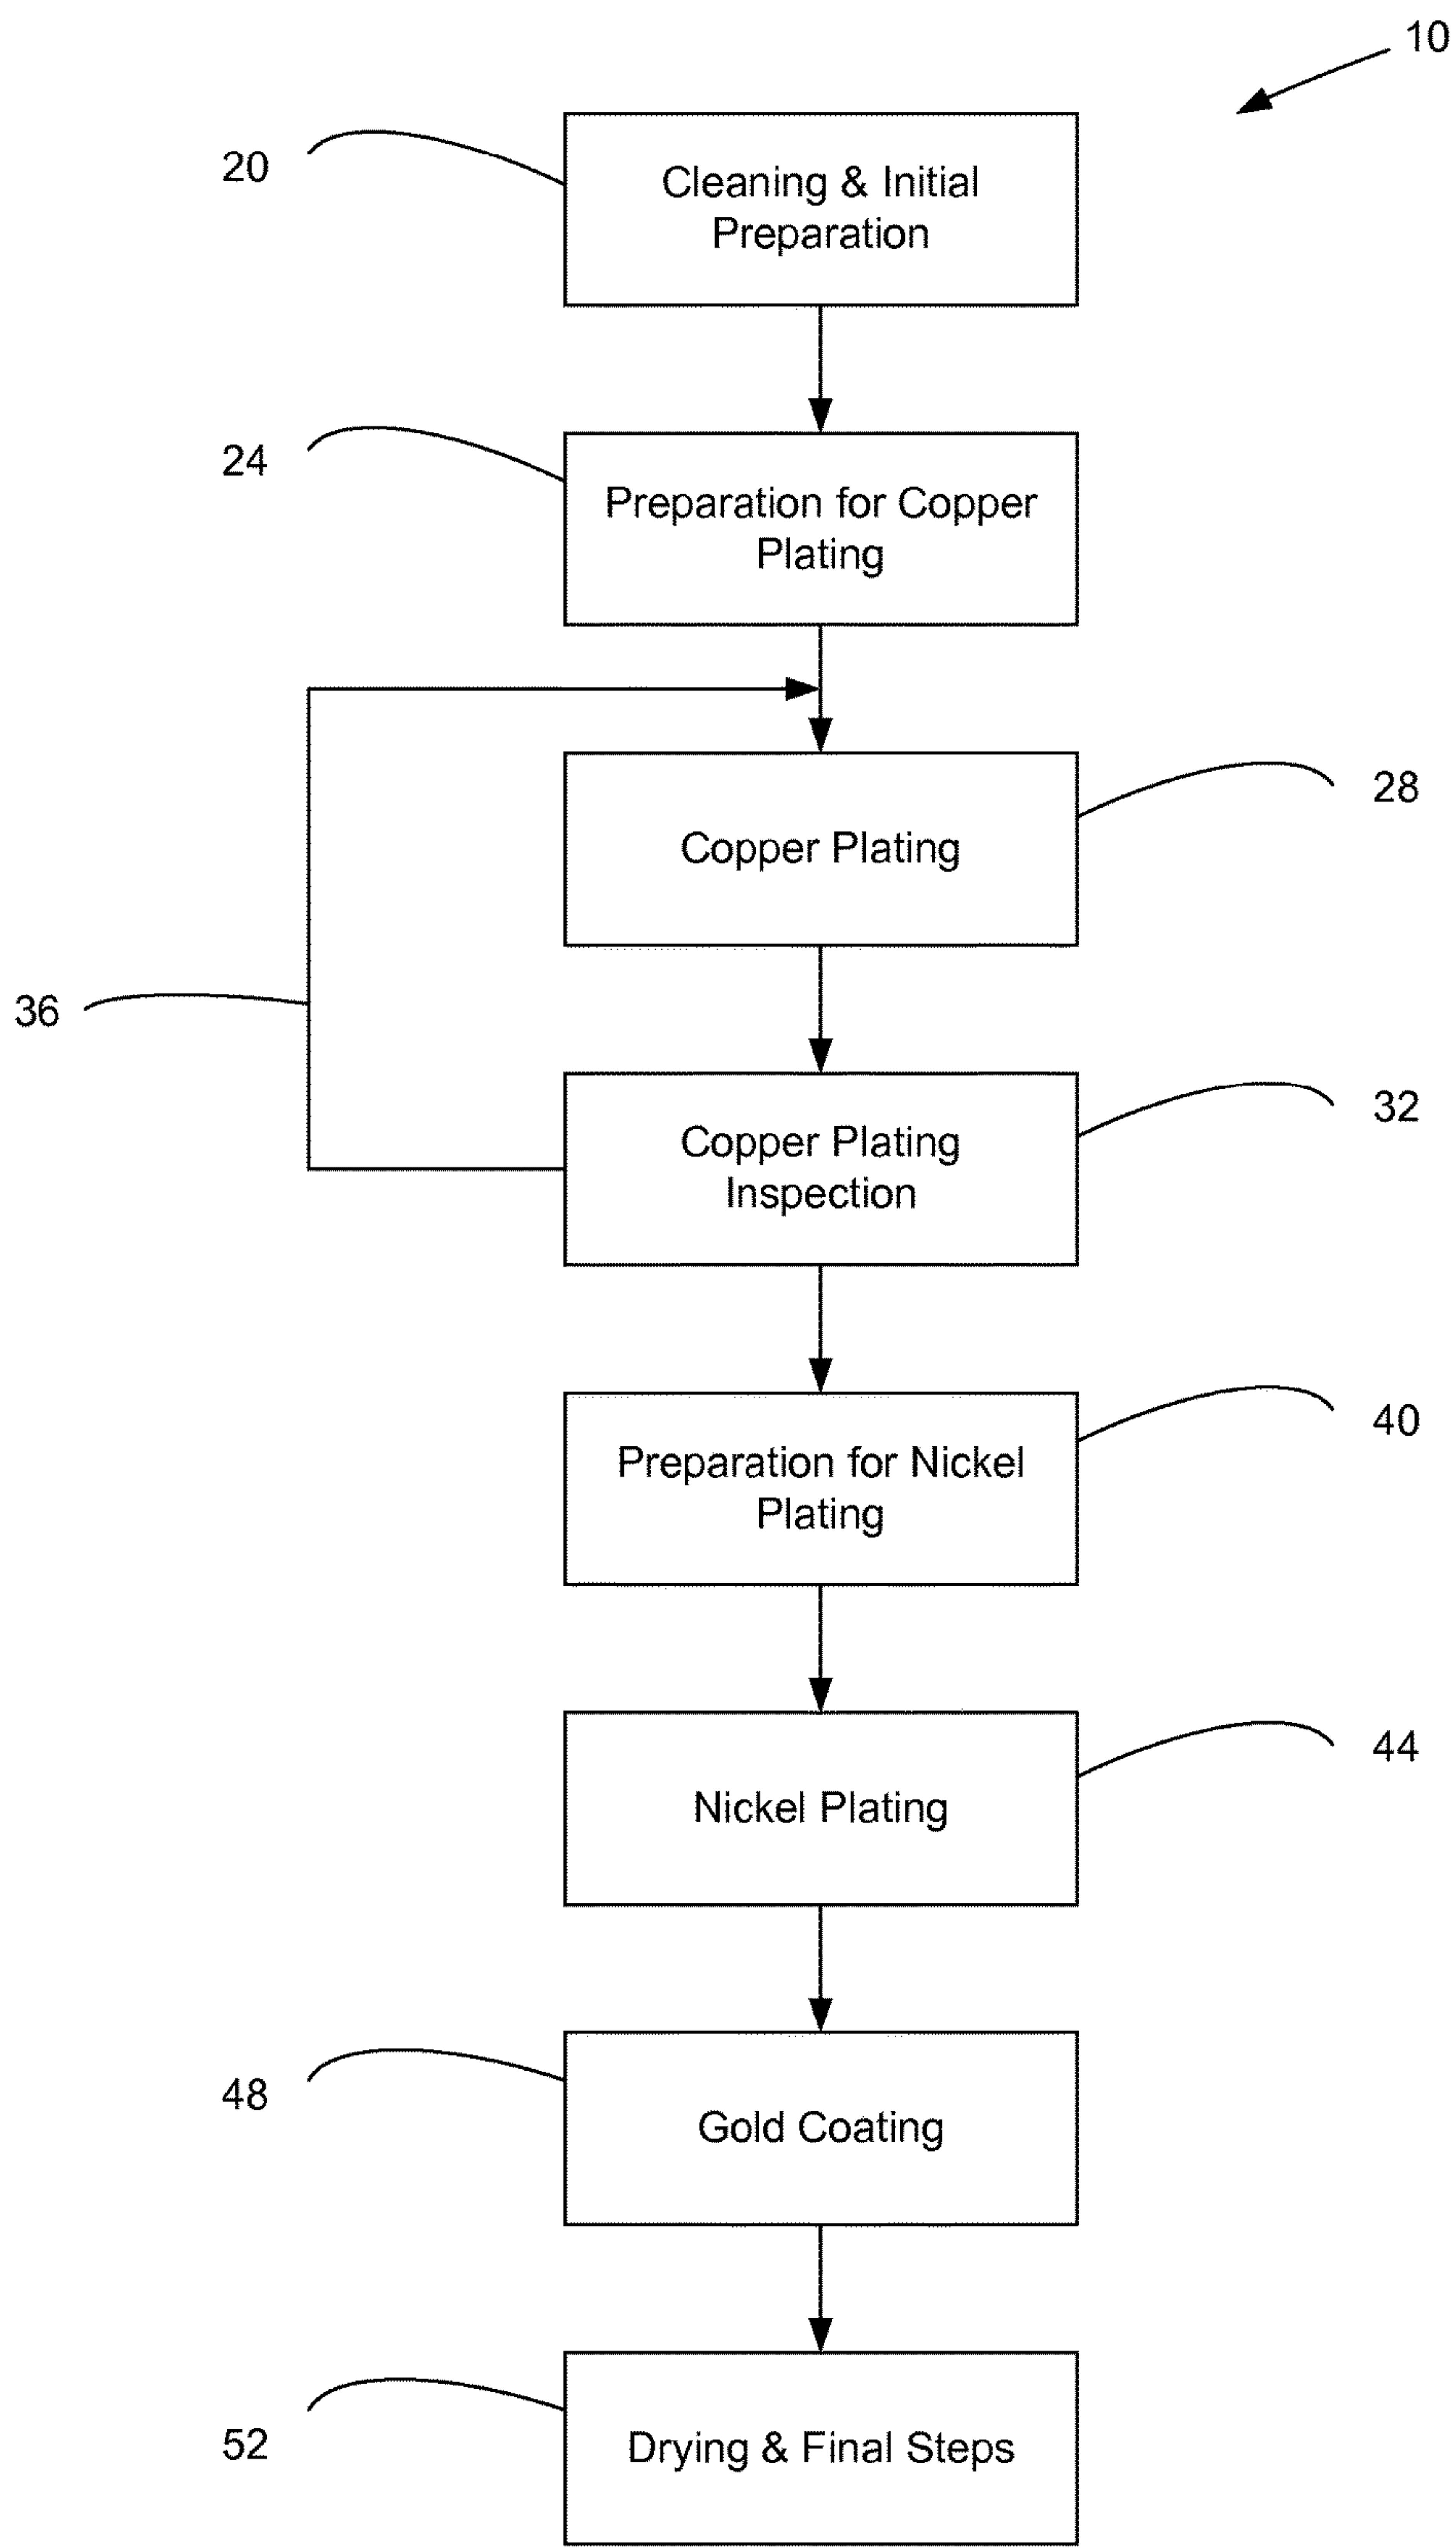 10
20
Cleaning & Initial
Preparation
24
Preparation for Copper
Plating
28
Copper Plating
36
32
Copper Plating
Inspection
40
Preparation for Nickel
Plating
44
Nickel Plating
48
Gold Coating
52
Drying & Final Steps